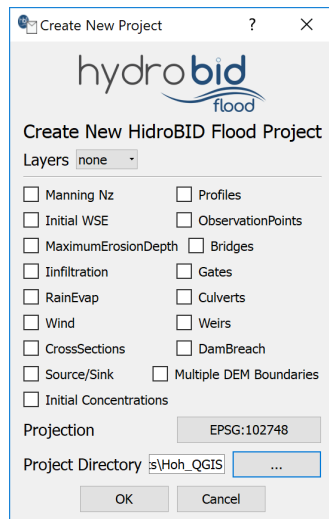 Create New Project ? ×
hydrobid
flood
Create New HidroBID Flood Project
Layers none
Manning Nz Profiles
Initial WSE ObservationPoints
MaximumErosionDepth Bridges
Iinfiltration Gates
RainEvap Culverts
Wind Weirs
CrossSections DamBreach
Source/Sink Multiple DEM Boundaries
Initial Concentrations
Projection EPSG:102748
Project Directory :s\Hoh_QGIS ...
OK Cancel